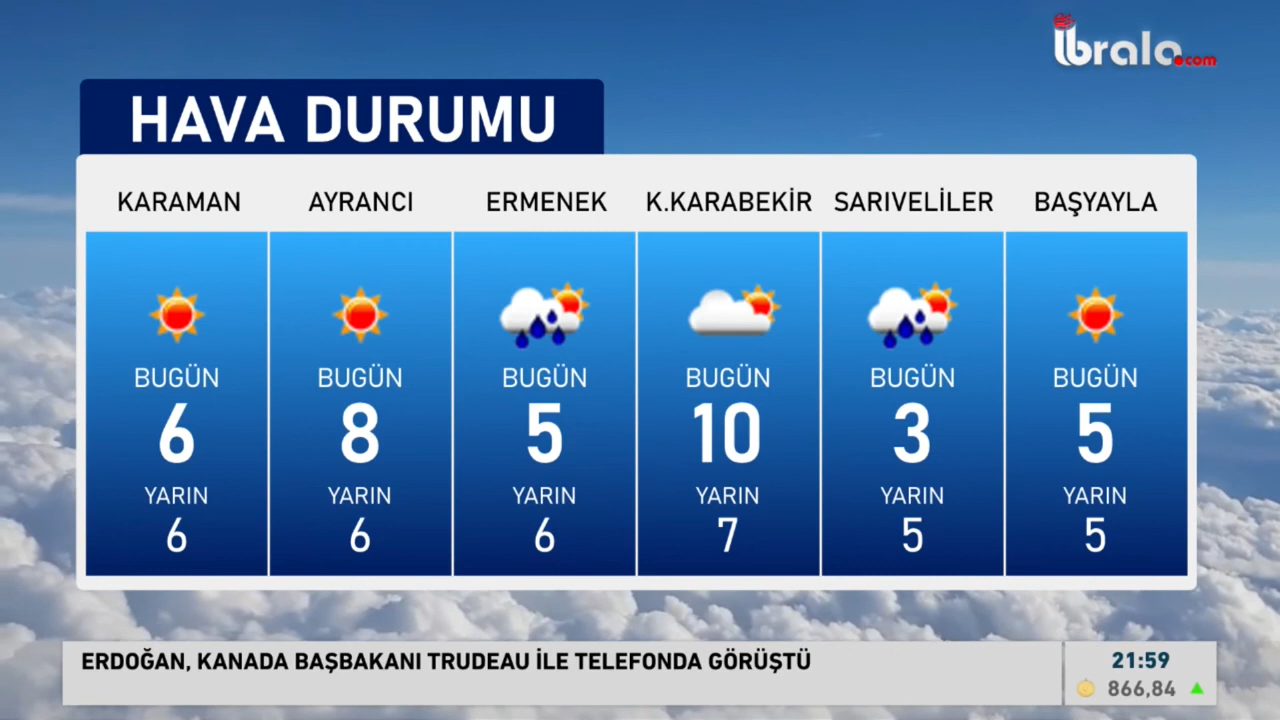 ibrala.com
HAVA DURUMU
KARAMAN AYRANCI ERMENEK K.KARABEKİR SARIVELİLER BAŞYAYLA
BUGÜN BUGÜN BUGÜN BUGÜN BUGÜN BUGÜN
6 8 5 10 3 5
YARIN YARIN YARIN YARIN YARIN YARIN
6 6 6 7 5 5
ERDOĞAN, KANADA BAŞBAKANI TRUDEAU İLE TELEFONDA GÖRÜŞTÜ
21:59
866,84